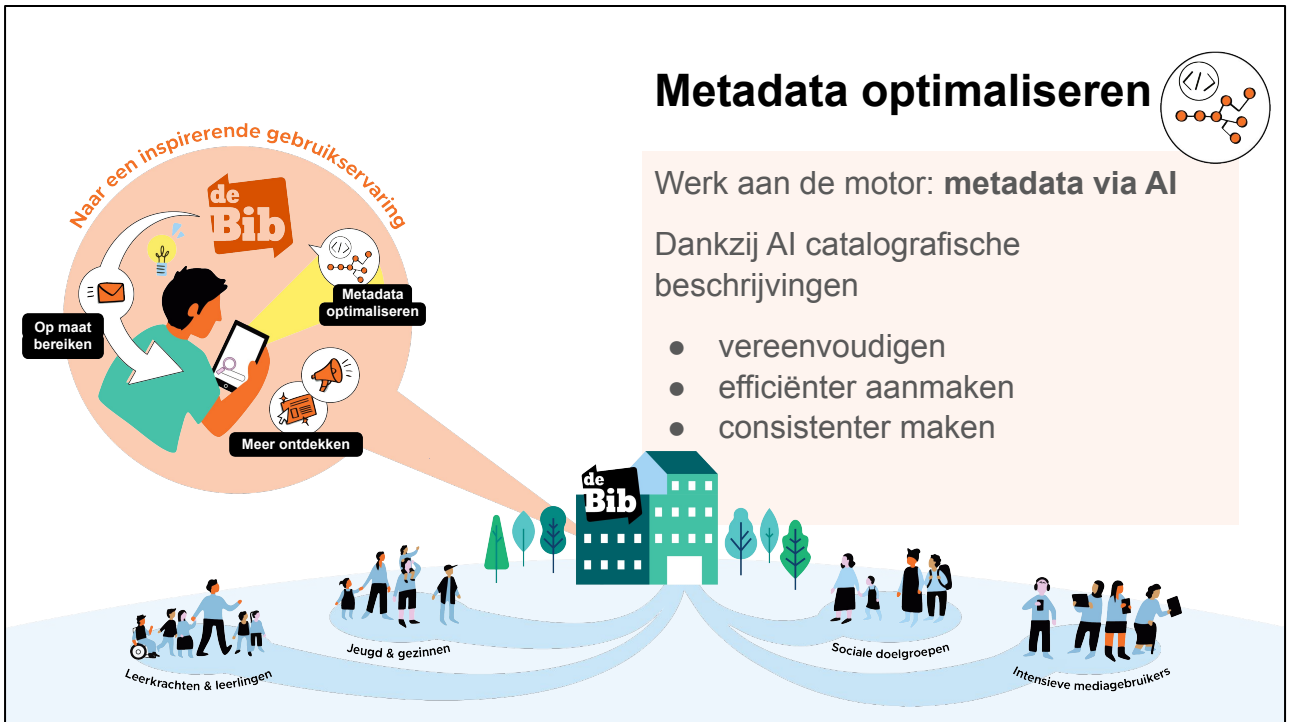 Metadata optimaliseren
</>
Werk aan de motor: metadata via AI
Dankzij AI catalografische
beschrijvingen
● vereenvoudigen
● efficiënter aanmaken
● consistenter maken
Naar een inspirerende gebruikservaring
de
Bib
</>
Metadata
optimaliseren
Op maat
bereiken
Meer ontdekken
de
Bib
Leerkrachten & leerlingen
Jeugd & gezinnen
Sociale doelgroepen
Intensieve mediagebruikers